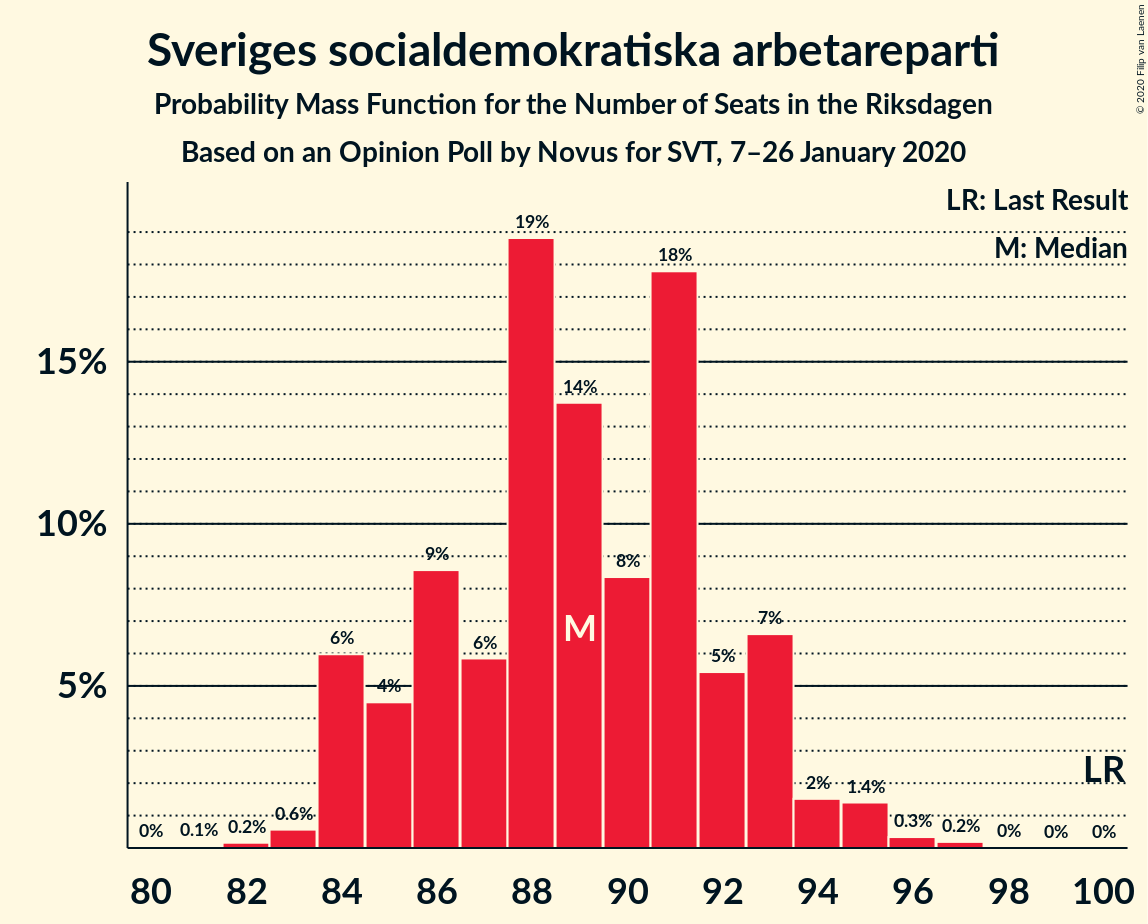 Sveriges socialdemokratiska arbetareparti
Probability Mass Function for the Number of Seats in the Riksdagen
Based on an Opinion Poll by Novus for SVT, 7–26 January 2020
© 2020 Filip van Laenen
LR: Last Result
M: Median
15%
10%
5%
0%
0.1%
0.2%
0.6%
6%
4%
9%
6%
19%
14%
8%
18%
5%
7%
2%
1.4%
0.3%
0.2%
0%
0%
0%
M
LR
80 82 84 86 88 90 92 94 96 98 100